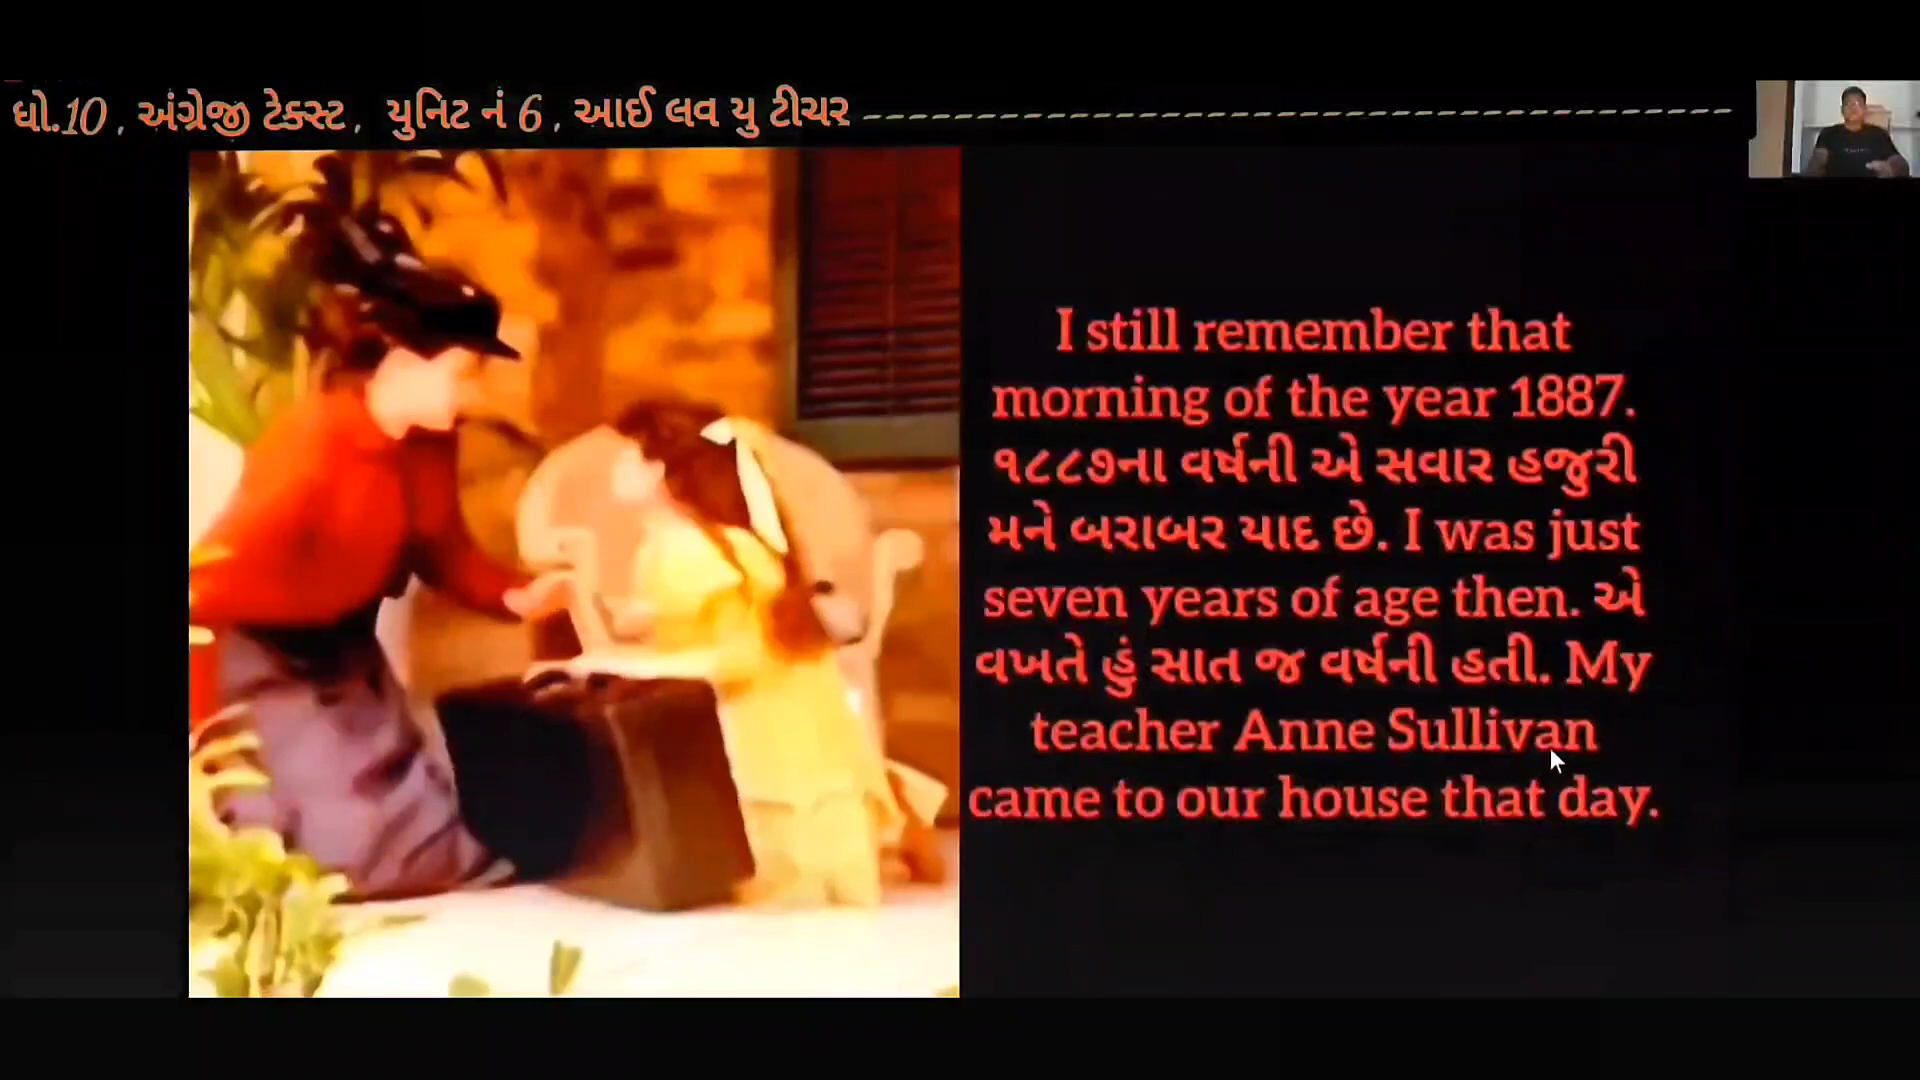 ધો.10 , અંગ્રેજી ટેક્સ્ટ, યુનિટ નં 6 , આઈ લવ યુ ટીચર
I still remember that
morning of the year 1887.
૧૮૮૭ના વર્ષની એ સવાર હજુરી
મને બરાબર યાદ છે. I was just
seven years of age then. એ
વખતે હું સાત જ વર્ષની હતી. My
teacher Anne Sullivan
came to our house that day.